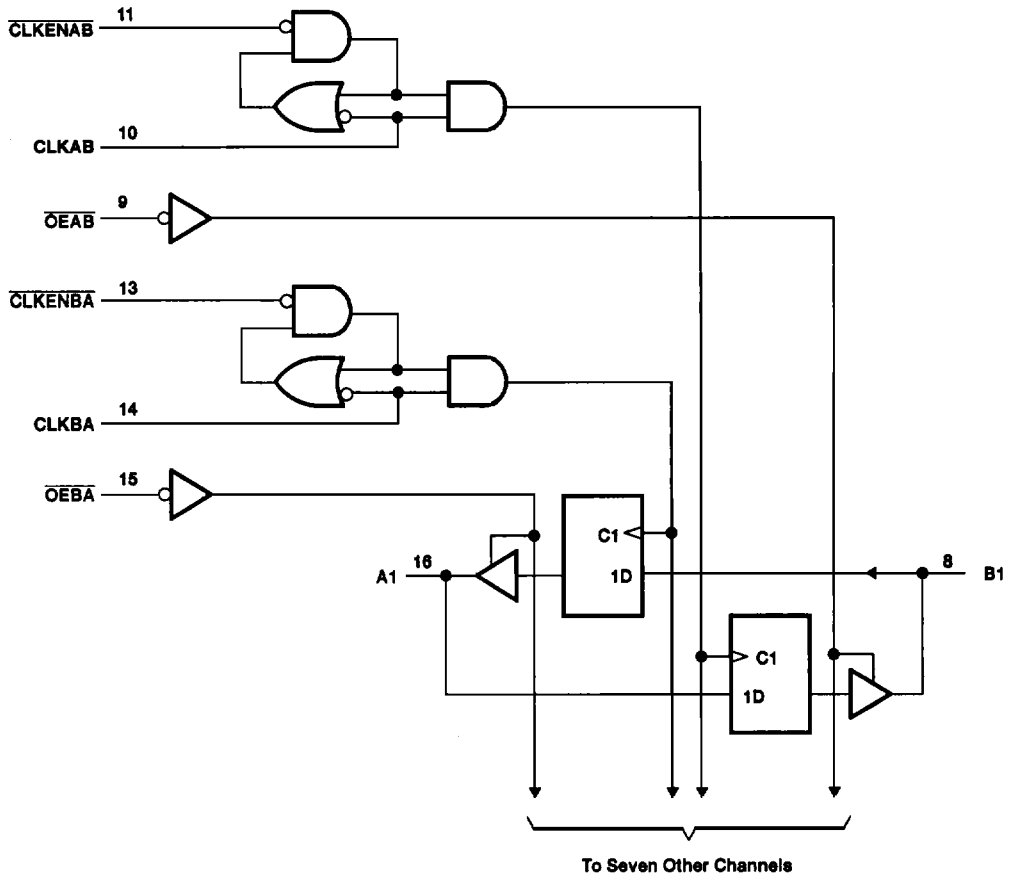 11
CLKENAB
10
CLKAB
9
OEAB
13
CLKENBA
14
CLKBA
15
OEBA
C1
16
8
A1
1D
B1
C1
1D
To Seven Other Channels